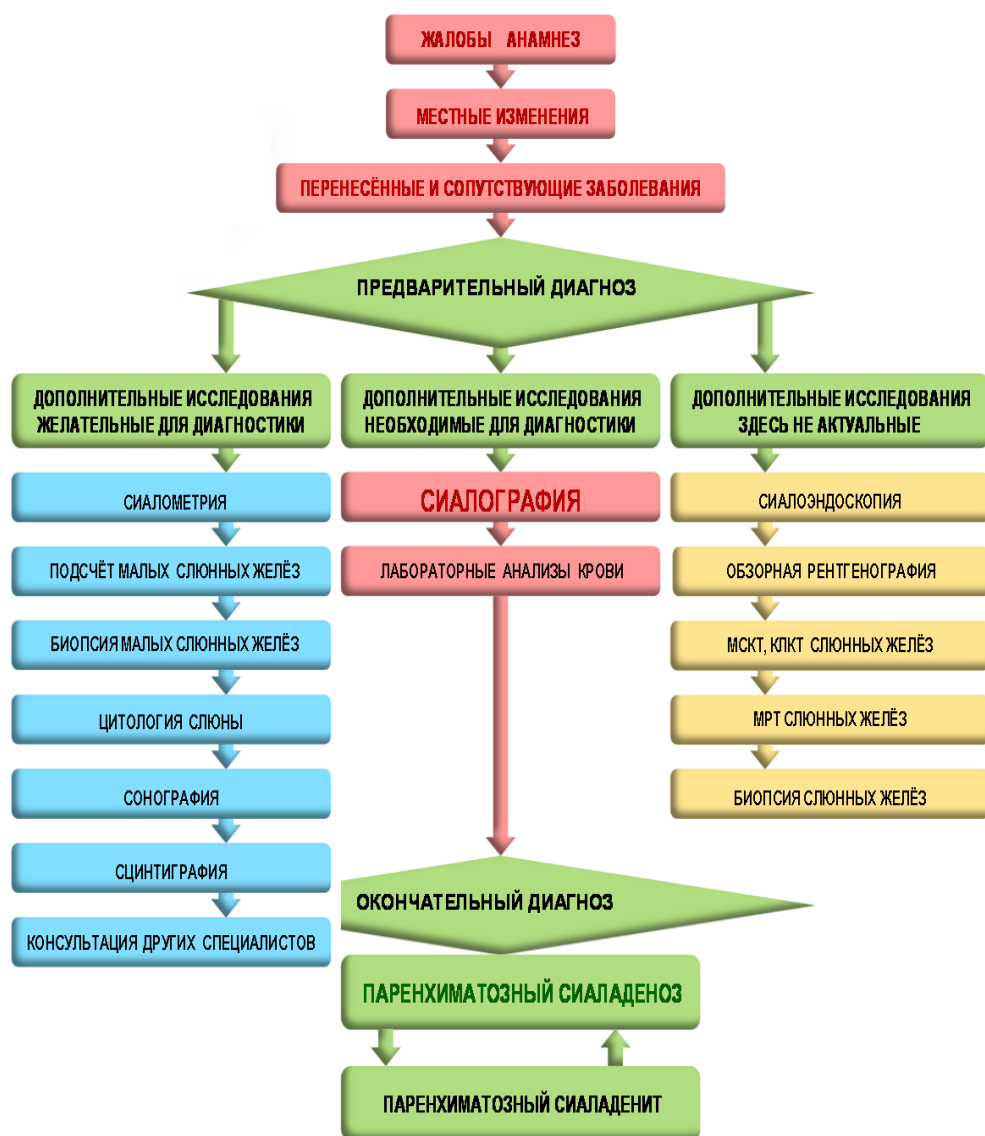 ЖАЛОБЫ АНАМНЕЗ
МЕСТНЫЕ ИЗМЕНЕНИЯ
ПЕРЕНЕСЁННЫЕ И СОПУТСТВУЮЩИЕ ЗАБОЛЕВАНИЯ
ПРЕДВАРИТЕЛЬНЫЙ ДИАГНОЗ
ДОПОЛНИТЕЛЬНЫЕ ИССЛЕДОВАНИЯ
ЖЕЛАТЕЛЬНЫЕ ДЛЯ ДИАГНОСТИКИ
СИАЛОМЕТРИЯ
ПОДСЧЁТ МАЛЫХ СЛЮННЫХ ЖЕЛЁЗ
БИОПСИЯ МАЛЫХ СЛЮННЫХ ЖЕЛЁЗ
ЦИТОЛОГИЯ СЛЮНЫ
СОНОГРАФИЯ
СЦИНТИГРАФИЯ
КОНСУЛЬТАЦИЯ ДРУГИХ СПЕЦИАЛИСТОВ
ДОПОЛНИТЕЛЬНЫЕ ИССЛЕДОВАНИЯ
НЕОБХОДИМЫЕ ДЛЯ ДИАГНОСТИКИ
СИАЛОГРАФИЯ
ЛАБОРАТОРНЫЕ АНАЛИЗЫ КРОВИ
ДОПОЛНИТЕЛЬНЫЕ ИССЛЕДОВАНИЯ
ЗДЕСЬ НЕ АКТУАЛЬНЫЕ
СИАЛОЭНДОСКОПИЯ
ОБЗОРНАЯ РЕНТГЕНОГРАФИЯ
МСКТ, КЛКТ СЛЮННЫХ ЖЕЛЁЗ
МРТ СЛЮННЫХ ЖЕЛЁЗ
БИОПСИЯ СЛЮННЫХ ЖЕЛЁЗ
ОКОНЧАТЕЛЬНЫЙ ДИАГНОЗ
ПАРЕНХИМАТОЗНЫЙ СИАЛАДЕНОЗ
ПАРЕНХИМАТОЗНЫЙ СИАЛАДЕНИТ